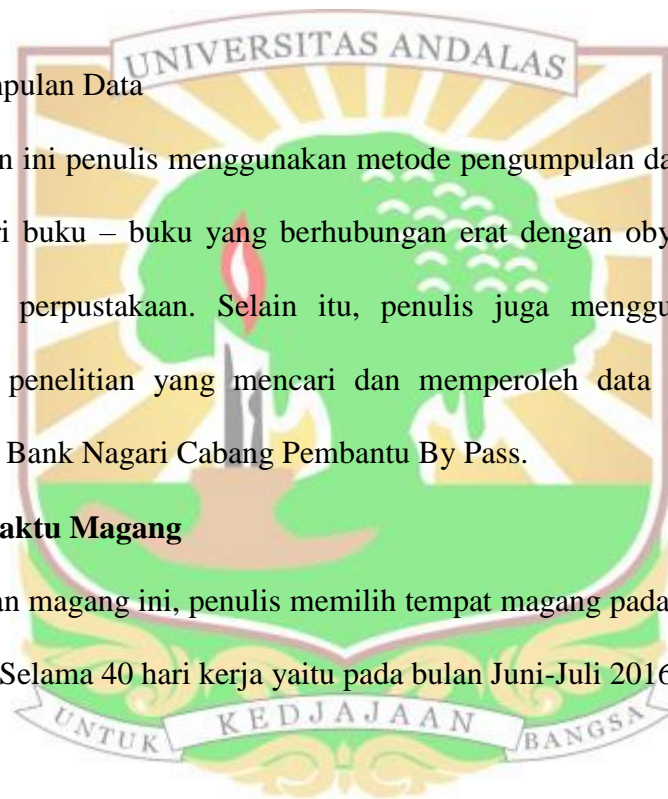 UNIVERSITAS ANDALAS
mpulan Data
n ini penulis menggunakan metode pengumpulan da
ri buku – buku yang berhubungan erat dengan oby
perpustakaan. Selain itu, penulis juga menggu
penelitian yang mencari dan memperoleh data
Bank Nagari Cabang Pembantu By Pass.
aktu Magang
an magang ini, penulis memilih tempat magang pada
Selama 40 hari kerja yaitu pada bulan Juni-Juli 2016
UNTUK KEDJAJAAN BANGSA